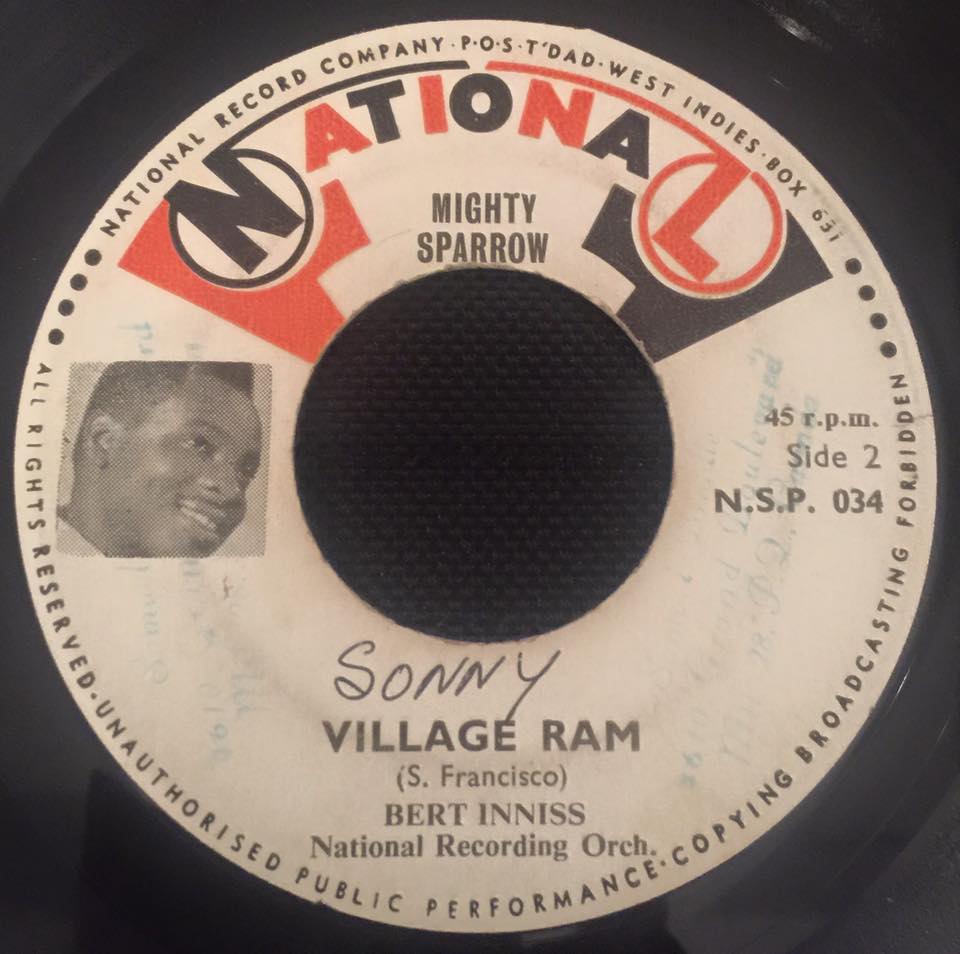 NATIONAL RECORD COMPANY·P·O·S·T'DAD·WEST INDIES·BOX 631
NATIONAL
MIGHTY
SPARROW
45 r.p.m.
Side 2
N.S.P. 034
SONNY
VILLAGE RAM
(S. Francisco)
BERT INNISS
National Recording Orch.
ALL RIGHTS RESERVED·UNAUTHORISED PUBLIC PERFORMANCE·COPYING BROADCASTING FORBIDDEN